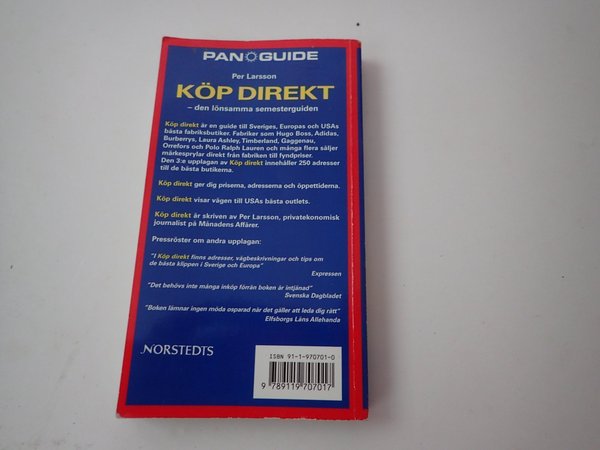 PAN GUIDE
Per Larsson
KÖP DIREKT
– den lönsamma semesterguiden
Köp direkt är en guide till Sveriges, Europas och USAs
bästa fabriksbutiker. Fabriker som Hugo Boss, Adidas,
Burberrys, Laura Ashley, Timberland, Gaggenau,
Orrefors och Polo Ralph Lauren och många flera säljer
märkesprylar direkt från fabriken till fyndpriser.
Den 3:e upplagan av Köp direkt innehåller 250 adresser
till de bästa butikerna.
Köp direkt ger dig priserna, adresserna och öppettiderna.
Köp direkt visar vägen till USAs bästa outlets.
Köp direkt är skriven av Per Larsson, privatekonomisk
journalist på Månadens Affärer.
Pressröster om andra upplagan:
"I Köp direkt finns adresser, vägbeskrivningar och tips om
de bästa klippen i Sverige och Europa"
Expressen
"Det behövs inte många inköp förrän boken är intjänad"
Svenska Dagbladet
"Boken lämnar ingen möda osparad när det gäller att leda dig rätt"
Elfsborgs Läns Allehanda
NORSTEDTS
ISBN 91-1-970701-0
9 789119 707017